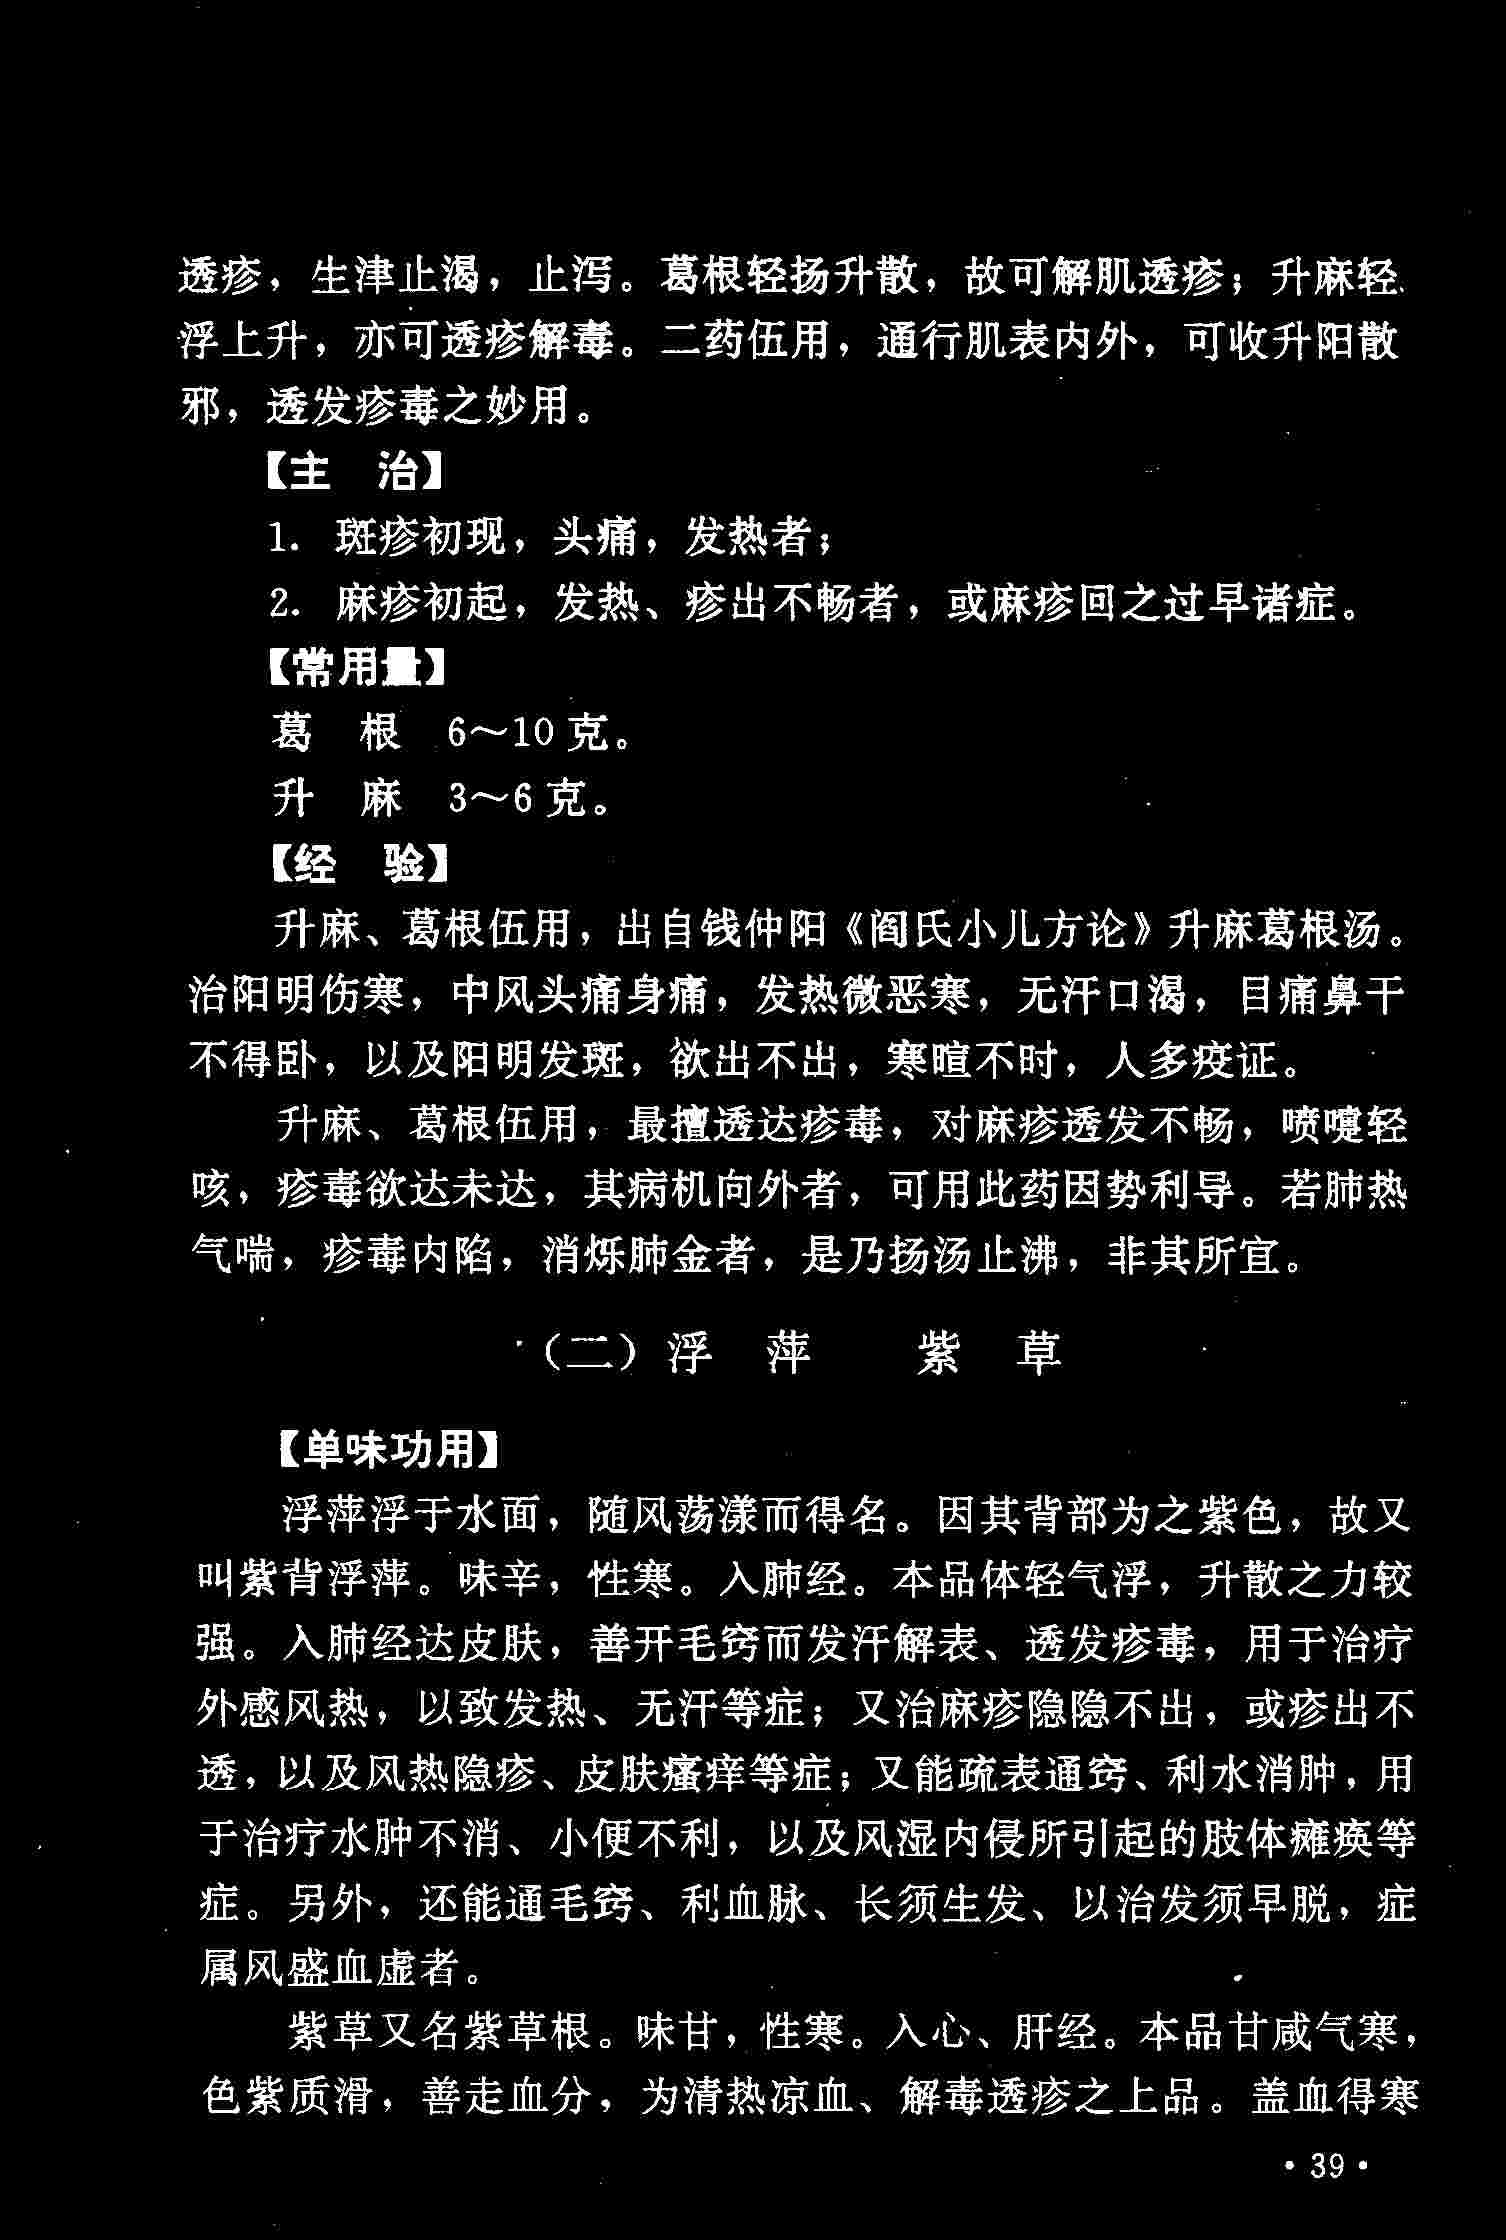 透疹，生津止渴，止泻。葛根轻扬升散，故可解肌透疹；升麻轻
浮上升，亦可透疹解毒。二药伍用，通行肌表内外，可收升阳散
邪，透发疹毒之妙用。
【主　治】
1. 斑疹初现，头痛，发热者；
2. 麻疹初起，发热、疹出不畅者，或麻疹回之过早诸症。
【常用量】
葛　根　6～10 克。
升　麻　3～6 克。
【经　验】
升麻、葛根伍用，出自钱仲阳《阎氏小儿方论》升麻葛根汤。
治阳明伤寒，中风头痛身痛，发热微恶寒，无汗口渴，目痛鼻干
不得卧，以及阳明发斑，欲出不出，寒暄不时，人多疫证。
升麻、葛根伍用，最擅透达疹毒，对麻疹透发不畅，喷嚏轻
咳，疹毒欲达未达，其病机向外者，可用此药因势利导。若肺热
气喘，疹毒内陷，消烁肺金者，是乃扬汤止沸，非其所宜。
（二）浮　萍　　紫　草
【单味功用】
浮萍浮于水面，随风荡漾而得名。因其背部为之紫色，故又
叫紫背浮萍。味辛，性寒。入肺经。本品体轻气浮，升散之力较
强。入肺经达皮肤，善开毛窍而发汗解表、透发疹毒，用于治疗
外感风热，以致发热、无汗等症；又治麻疹隐隐不出，或疹出不
透，以及风热隐疹、皮肤瘙痒等症；又能疏表通窍、利水消肿，用
于治疗水肿不消、小便不利，以及风湿内侵所引起的肢体瘫痪等
症。另外，还能通毛窍、利血脉、长须生发、以治发须早脱，症
属风盛血虚者。
紫草又名紫草根。味甘，性寒。入心、肝经。本品甘咸气寒，
色紫质滑，善走血分，为清热凉血、解毒透疹之上品。盖血得寒
·39·